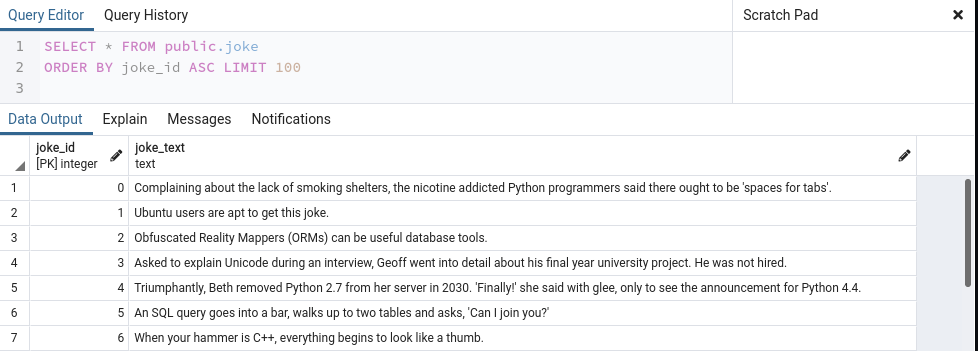 Query Editor Query History Scratch Pad ×
1 SELECT * FROM public.joke
2 ORDER BY joke_id ASC LIMIT 100
3
Data Output Explain Messages Notifications
joke_id joke_text
[PK] integer text
1 0 Complaining about the lack of smoking shelters, the nicotine addicted Python programmers said there ought to be 'spaces for tabs'.
2 1 Ubuntu users are apt to get this joke.
3 2 Obfuscated Reality Mappers (ORMs) can be useful database tools.
4 3 Asked to explain Unicode during an interview, Geoff went into detail about his final year university project. He was not hired.
5 4 Triumphantly, Beth removed Python 2.7 from her server in 2030. 'Finally!' she said with glee, only to see the announcement for Python 4.4.
6 5 An SQL query goes into a bar, walks up to two tables and asks, 'Can I join you?'
7 6 When your hammer is C++, everything begins to look like a thumb.